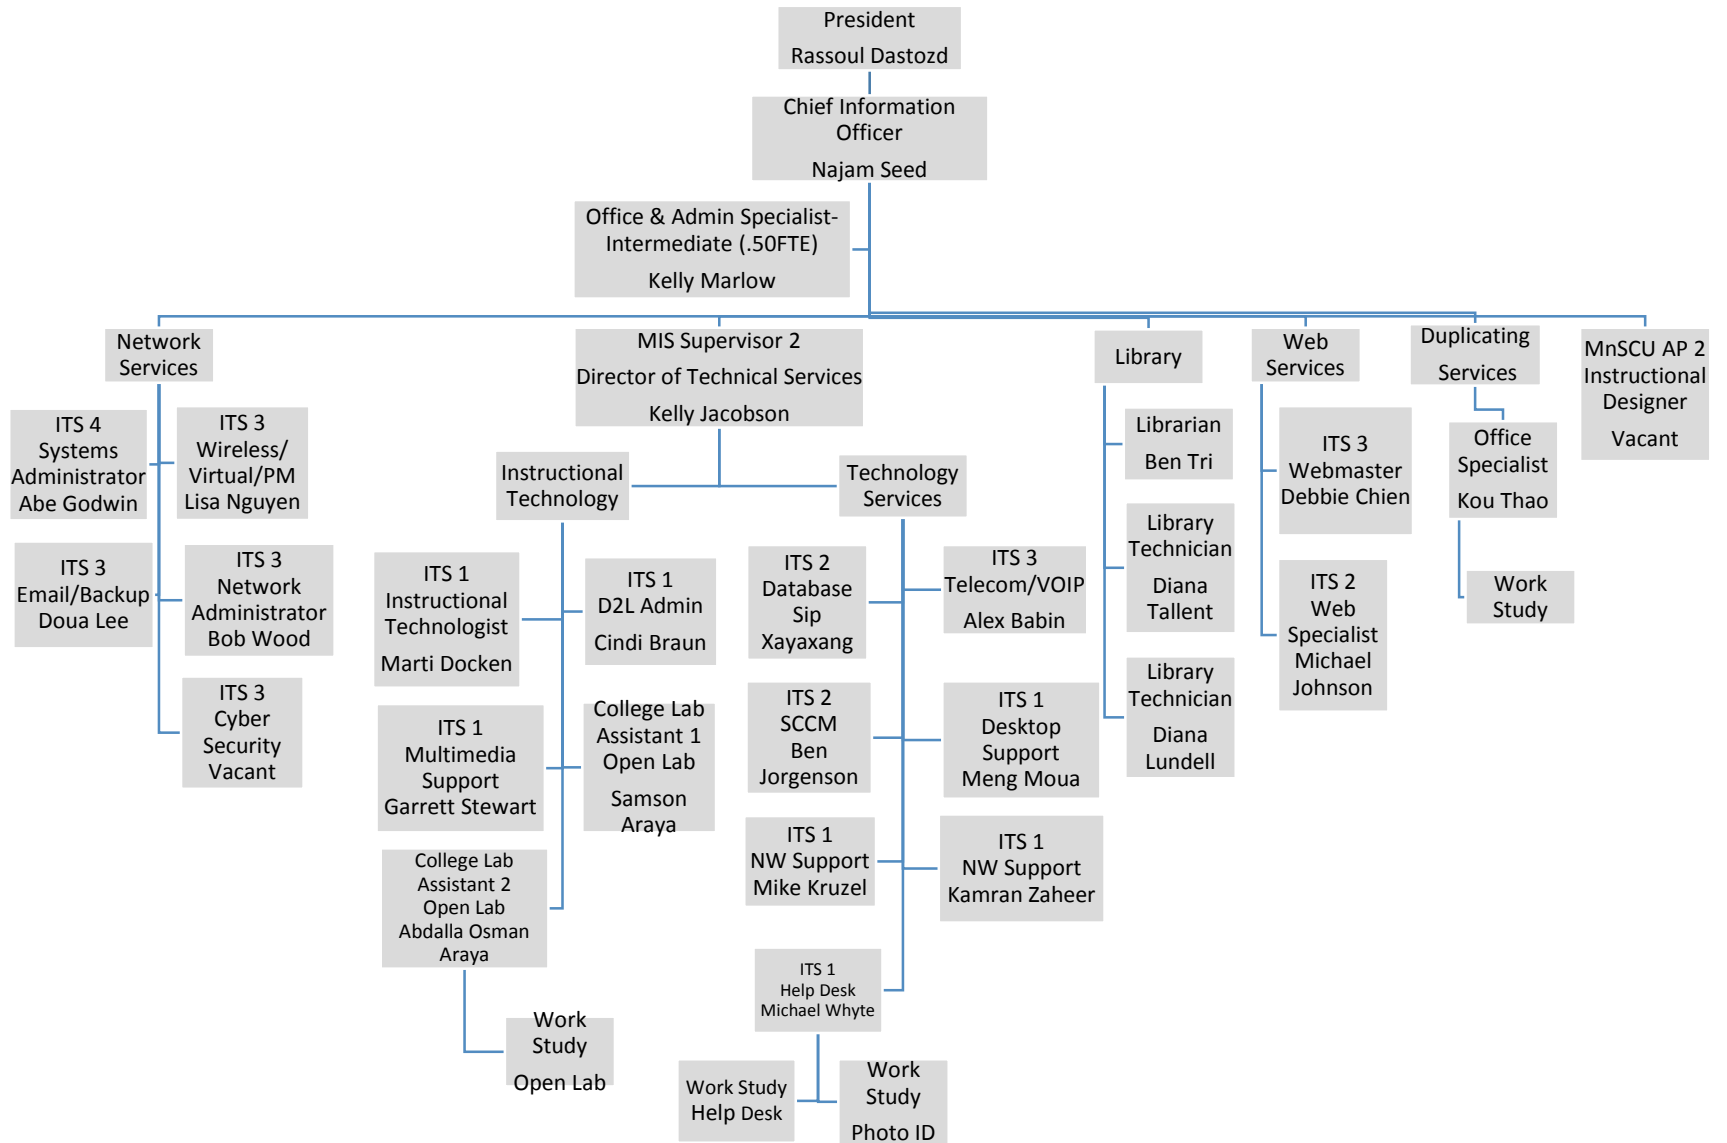 President
Rassoul Dastozd
Chief Information
Officer
Najam Seed
Office & Admin Specialist-
Intermediate (.50FTE)
Kelly Marlow
Network
Services
MIS Supervisor 2
Director of Technical Services
Kelly Jacobson
Library
Web
Services
Duplicating
Services
MnSCU AP 2
Instructional
Designer
Vacant
ITS 4
Systems
Administrator
Abe Godwin
ITS 3
Wireless/
Virtual/PM
Lisa Nguyen
ITS 3
Email/Backup
Doua Lee
ITS 3
Network
Administrator
Bob Wood
ITS 3
Cyber
Security
Vacant
Instructional
Technology
Technology
Services
ITS 1
Instructional
Technologist
Marti Docken
ITS 1
D2L Admin
Cindi Braun
ITS 1
Multimedia
Support
Garrett Stewart
College Lab
Assistant 1
Open Lab
Samson
Araya
College Lab
Assistant 2
Open Lab
Abdalla Osman
Araya
Work
Study
Open Lab
ITS 2
Database
Sip
Xayaxang
ITS 3
Telecom/VOIP
Alex Babin
ITS 2
SCCM
Ben
Jorgenson
ITS 1
Desktop
Support
Meng Moua
ITS 1
NW Support
Mike Kruzel
ITS 1
NW Support
Kamran Zaheer
ITS 1
Help Desk
Michael Whyte
Work Study
Help Desk
Work
Study
Photo ID
Librarian
Ben Tri
Library
Technician
Diana
Tallent
Library
Technician
Diana
Lundell
ITS 3
Webmaster
Debbie Chien
ITS 2
Web
Specialist
Michael
Johnson
Office
Specialist
Kou Thao
Work
Study